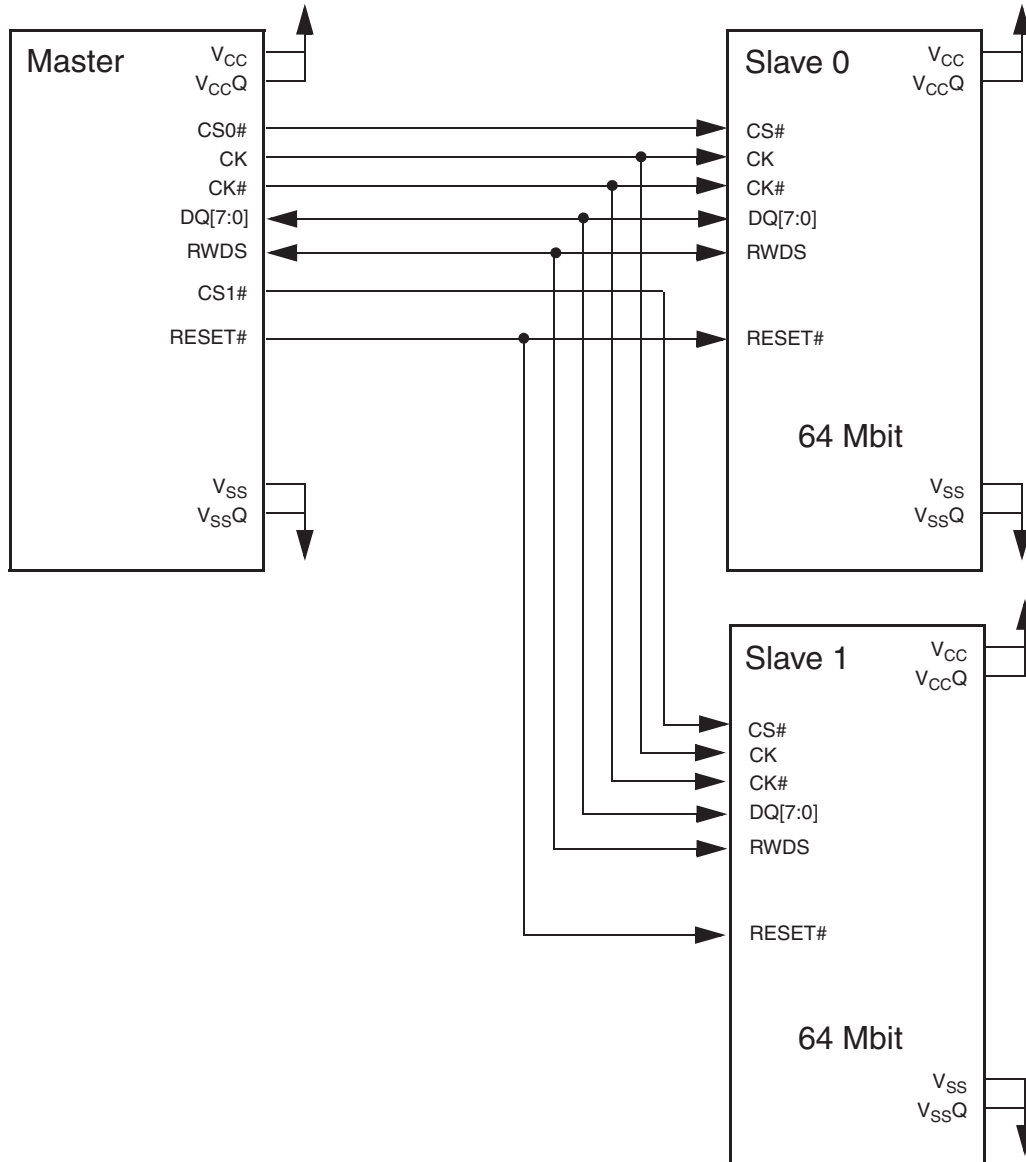 Master
VCC
VCCQ
CS0#
CK
CK#
DQ[7:0]
RWDS
CS1#
RESET#
VSS
VSSQ
Slave 0
VCC
VCCQ
CS#
CK
CK#
DQ[7:0]
RWDS
RESET#
64 Mbit
VSS
VSSQ
Slave 1
VCC
VCCQ
CS#
CK
CK#
DQ[7:0]
RWDS
RESET#
64 Mbit
VSS
VSSQ